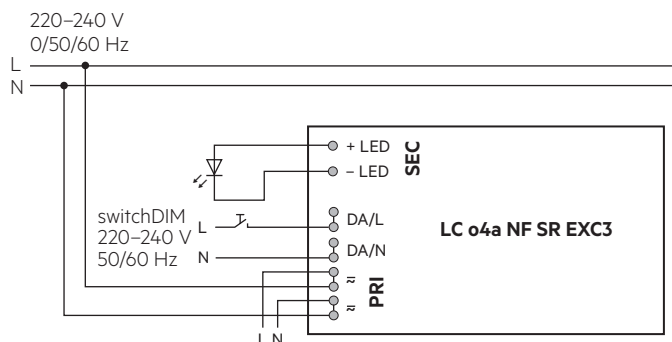 220–240 V
0/50/60 Hz
L
N
+ LED
– LED
SEC
switchDIM
220–240 V
50/60 Hz
L
N
DA/L
DA/N
PRI
LC o4a NF SR EXC3
L N